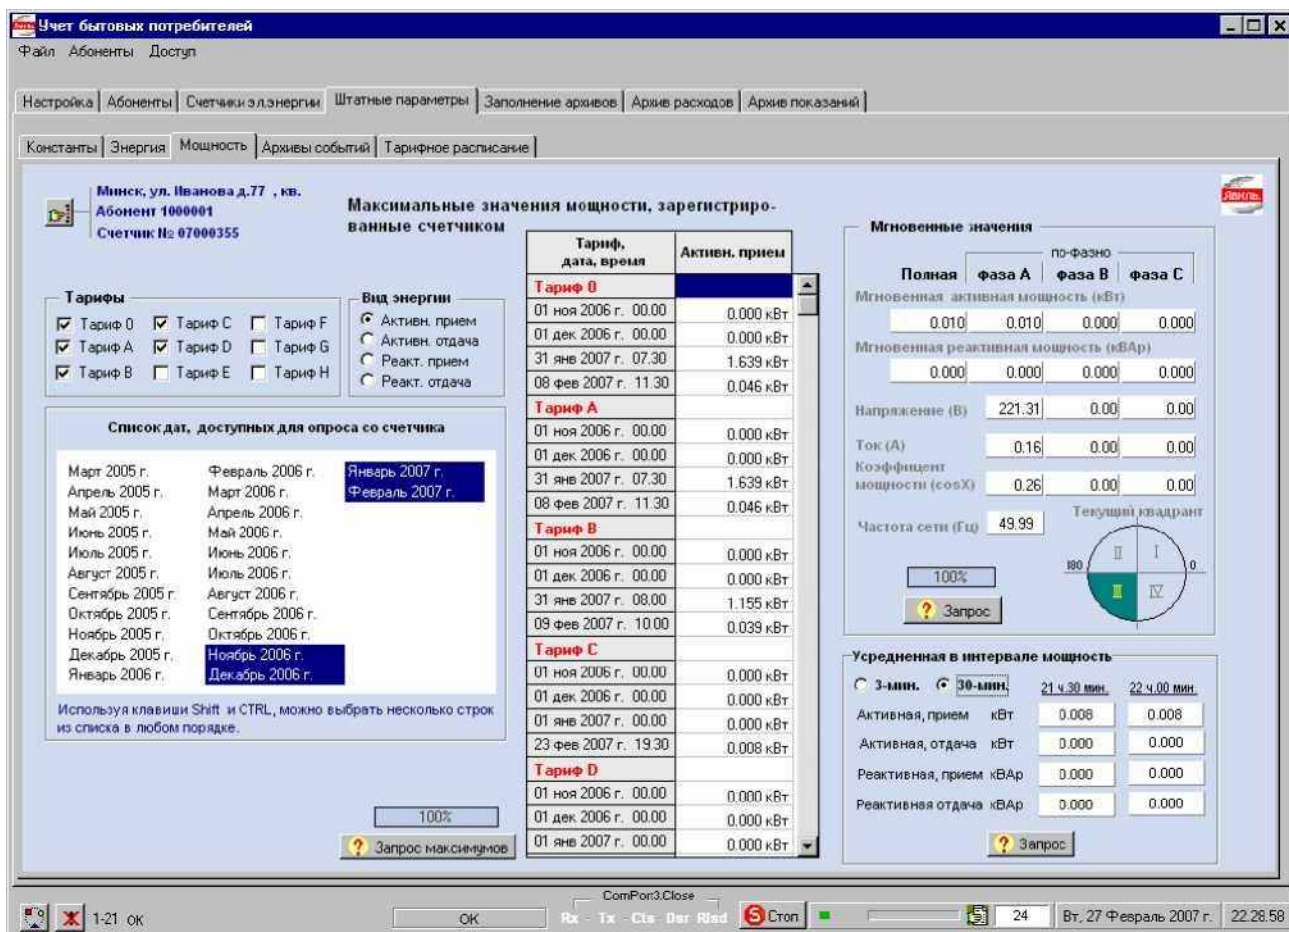 Учет бытовых потребителей
Файл Абоненты Доступ
Настройка Абоненты Счетчики эл.энергии Штатные параметры Заполнение архивов Архив расходов Архив показаний
Константы Энергия Мощность Архивы событий Тарифное расписание
Минск, ул. Иванова д.77 , кв.
Абонент 1000001
Счетчик № 07000355
Максимальные значения мощности, зарегистриро-
ванные счетчиком
Тарифы
Тариф 0 Тариф C Тариф F
Тариф A Тариф D Тариф G
Тариф B Тариф E Тариф H
Вид энергии
Активн. прием
Активн. отдача
Реакт. прием
Реакт. отдача
Список дат, доступных для опроса со счетчика
Март 2005 г. Февраль 2006 г. Январь 2007 г.
Апрель 2005 г. Март 2006 г. Февраль 2007 г.
Май 2005 г. Апрель 2006 г.
Июнь 2005 г. Май 2006 г.
Июль 2005 г. Июнь 2006 г.
Август 2005 г. Июль 2006 г.
Сентябрь 2005 г. Август 2006 г.
Октябрь 2005 г. Сентябрь 2006 г.
Ноябрь 2005 г. Октябрь 2006 г.
Декабрь 2005 г. Ноябрь 2006 г.
Январь 2006 г. Декабрь 2006 г.
Используя клавиши Shift и CTRL, можно выбрать несколько строк
из списка в любом порядке.
100%
Запрос максимумов
Тариф, дата, время Активн. прием
Тариф 0
01 ноя 2006 г. 00.00 0.000 кВт
01 дек 2006 г. 00.00 0.000 кВт
31 янв 2007 г. 07.30 1.639 кВт
08 фев 2007 г. 11.30 0.046 кВт
Тариф A
01 ноя 2006 г. 00.00 0.000 кВт
01 дек 2006 г. 00.00 0.000 кВт
31 янв 2007 г. 07.30 1.639 кВт
08 фев 2007 г. 11.30 0.046 кВт
Тариф B
01 ноя 2006 г. 00.00 0.000 кВт
01 дек 2006 г. 00.00 0.000 кВт
31 янв 2007 г. 08.00 1.155 кВт
09 фев 2007 г. 10.00 0.039 кВт
Тариф C
01 ноя 2006 г. 00.00 0.000 кВт
01 дек 2006 г. 00.00 0.000 кВт
01 янв 2007 г. 00.00 0.000 кВт
23 фев 2007 г. 19.30 0.008 кВт
Тариф D
01 ноя 2006 г. 00.00 0.000 кВт
01 дек 2006 г. 00.00 0.000 кВт
01 янв 2007 г. 00.00 0.000 кВт
Мгновенные значения
по-фазно
Полная фаза A фаза B фаза C
Мгновенная активная мощность (кВт)
0.010 0.010 0.000 0.000
Мгновенная реактивная мощность (кВАр)
0.000 0.000 0.000 0.000
Напряжение (В) 221.31 0.00 0.00
Ток (А) 0.16 0.00 0.00
Коэффицент
мощности (cosX) 0.26 0.00 0.00
Частота сети (Гц) 49.99
Текущий квадрант
II I
180 0
III IV
100%
Запрос
Усредненная в интервале мощность
3-мин. 30-мин. 21 ч.30 мин. 22 ч.00 мин.
Активная, прием кВт 0.008 0.008
Активная, отдача кВт 0.000 0.000
Реактивная, прием кВАр 0.000 0.000
Реактивная отдача кВАр 0.000 0.000
Запрос
1-21 ок
OK
ComPort3.Close
Rx - Tx - Cts Dsr Rlsd
Стоп
24
Вт, 27 Февраль 2007 г.
22.28.58